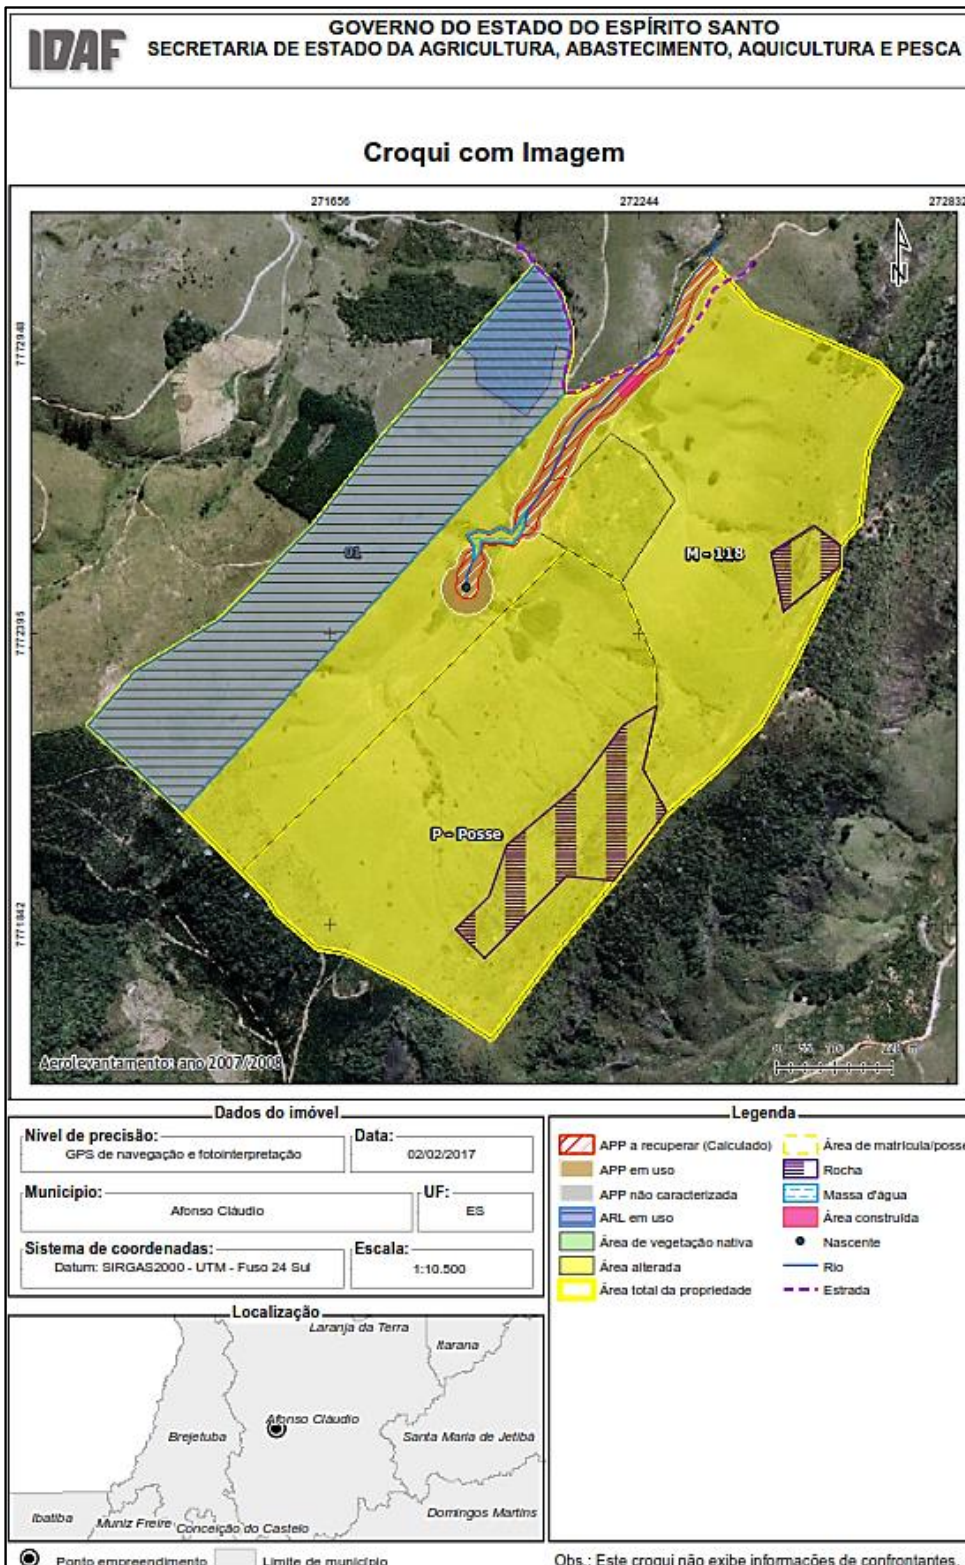 IDAF
GOVERNO DO ESTADO DO ESPÍRITO SANTO
SECRETARIA DE ESTADO DA AGRICULTURA, ABASTECIMENTO, AQUICULTURA E PESCA
Croqui com Imagem
271656
272244
272832
7772948
7772395
7771842
N
01
M - 118
P - Posse
Aerolevantamento: ano 2007/2008
Dados do imóvel
Nível de precisão:
GPS de navegação e fotointerpretação
Data:
02/02/2017
Município:
Afonso Cláudio
UF:
ES
Sistema de coordenadas:
Datum: SIRGAS2000 - UTM - Fuso 24 Sul
Escala:
1:10.500
Legenda
APP a recuperar (Calculado)
APP em uso
APP não caracterizada
ARL em uso
Área de vegetação nativa
Área alterada
Área total da propriedade
Área de matrícula/posse
Rocha
Massa d'água
Área construída
Nascente
Rio
Estrada
Localização
Laranja da Terra
Itarana
Afonso Cláudio
Brejetuba
Santa Maria de Jetibá
Ibatiba
Muniz Freire
Conceição do Castelo
Domingos Martins
Ponto empreendimento
Limite de município
Obs.: Este croqui não exibe informações de confrontantes